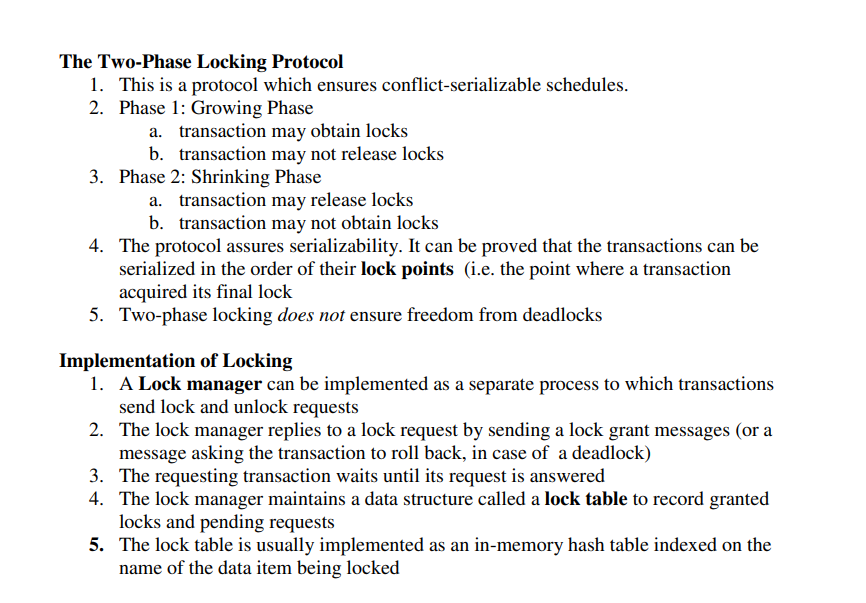 The Two-Phase Locking Protocol
1. This is a protocol which ensures conflict-serializable schedules.
2. Phase 1: Growing Phase
a. transaction may obtain locks
b. transaction may not release locks
3. Phase 2: Shrinking Phase
a. transaction may release locks
b. transaction may not obtain locks
4. The protocol assures serializability. It can be proved that the transactions can be
serialized in the order of their lock points (i.e. the point where a transaction
acquired its final lock
5. Two-phase locking does not ensure freedom from deadlocks
Implementation of Locking
1. A Lock manager can be implemented as a separate process to which transactions
send lock and unlock requests
2. The lock manager replies to a lock request by sending a lock grant messages (or a
message asking the transaction to roll back, in case of a deadlock)
3. The requesting transaction waits until its request is answered
4. The lock manager maintains a data structure called a lock table to record granted
locks and pending requests
5. The lock table is usually implemented as an in-memory hash table indexed on the
name of the data item being locked